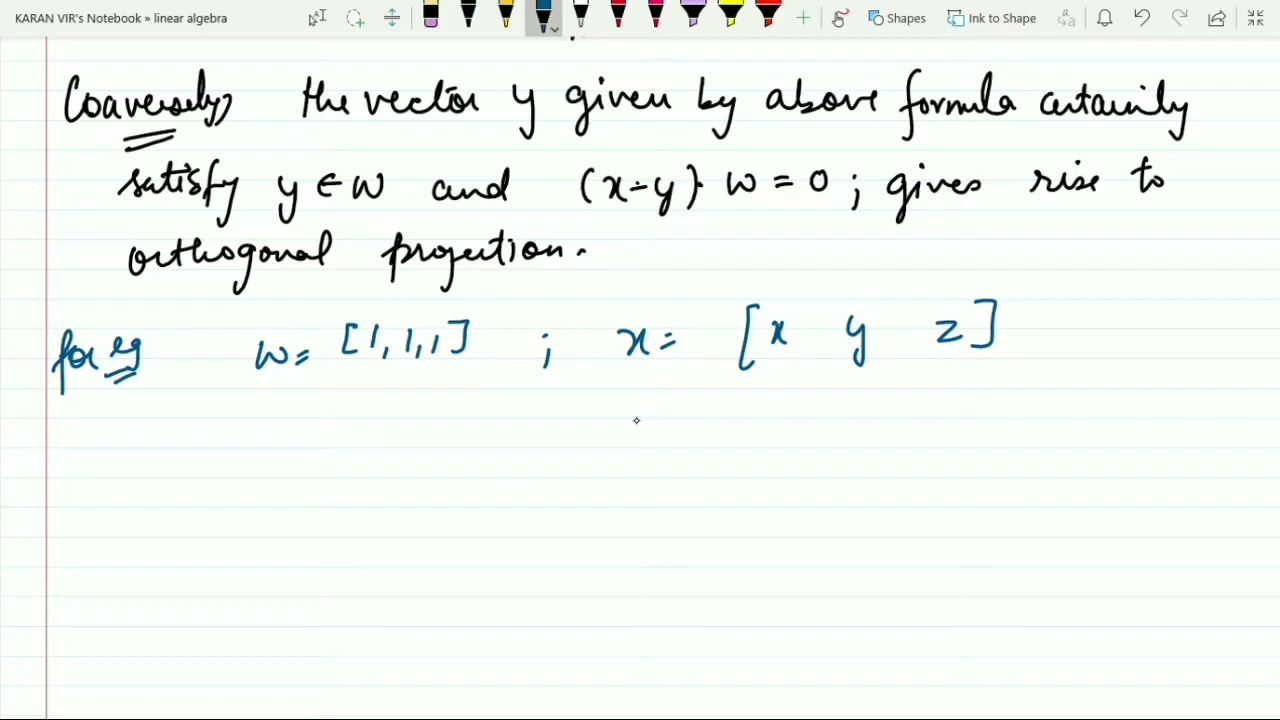 KARAN VIR's Notebook » linear algebra
Shapes
Ink to Shape
Conversely, the vector y given by above formula certainly
satisfy y ∈ W and (x-y)· w = 0 ; gives rise to
orthogonal projection.
for eg w = [1, 1, 1] ; x = [x y z]